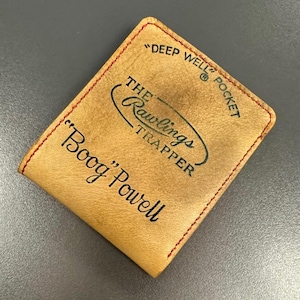 "DEEP WELL" POCKET
®
THE
Rawlings
TRAPPER
"Boog" Powell